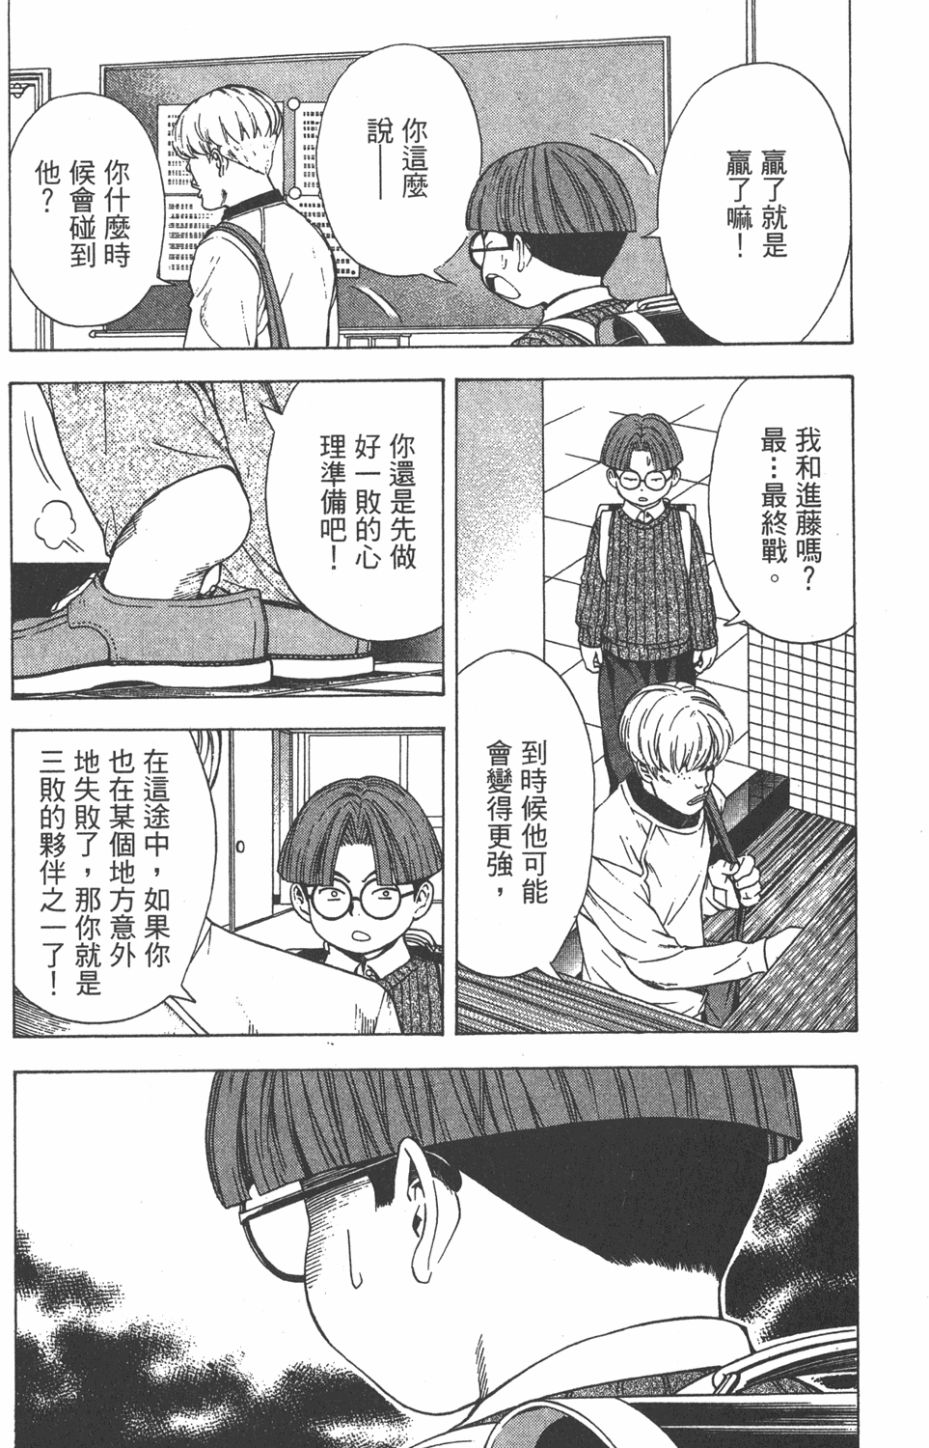 贏了就是
贏了嘛！
你這麼
說——
你什麼時
候會碰到
他？
我和進藤嗎？
最…最終戰。
到時候他可能
會變得更強，
你還是先做
好一敗的心
理準備吧！
在這途中，如果你
也在某個地方意外
地失敗了，那你就是
三敗的夥伴之一了！